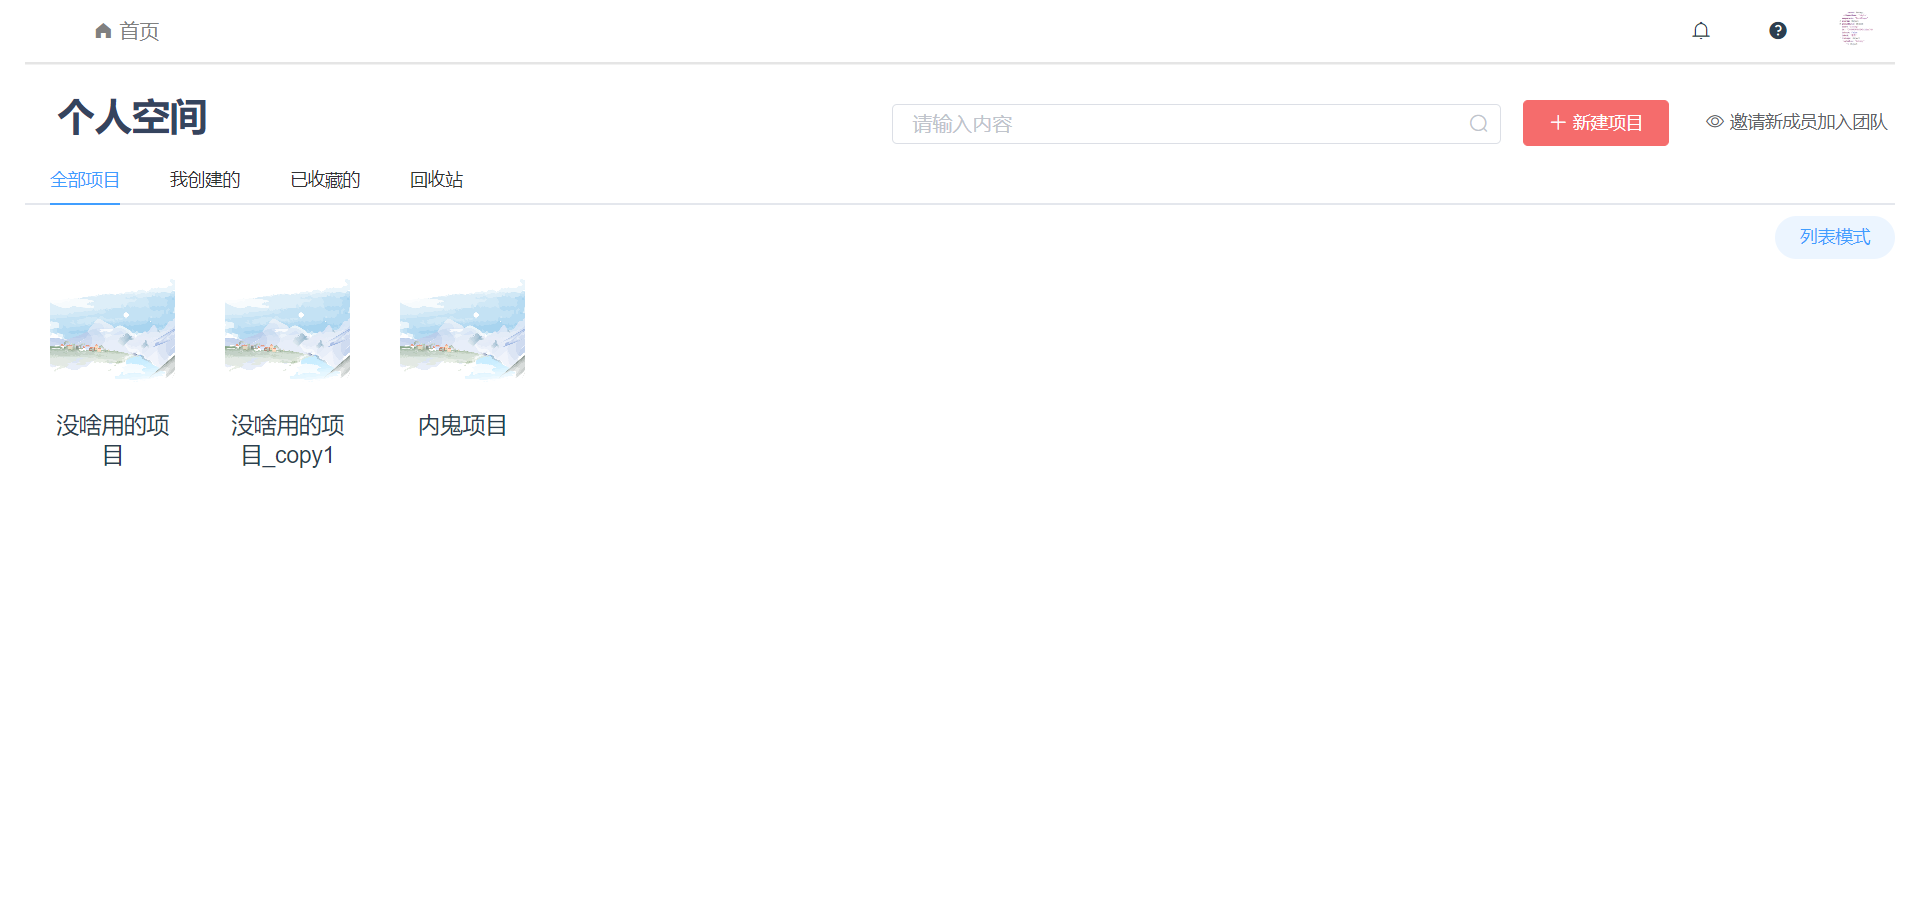 首页
个人空间
请输入内容
新建项目
邀请新成员加入团队
全部项目
我创建的
已收藏的
回收站
列表模式
没啥用的项
目
没啥用的项
目_copy1
内鬼项目